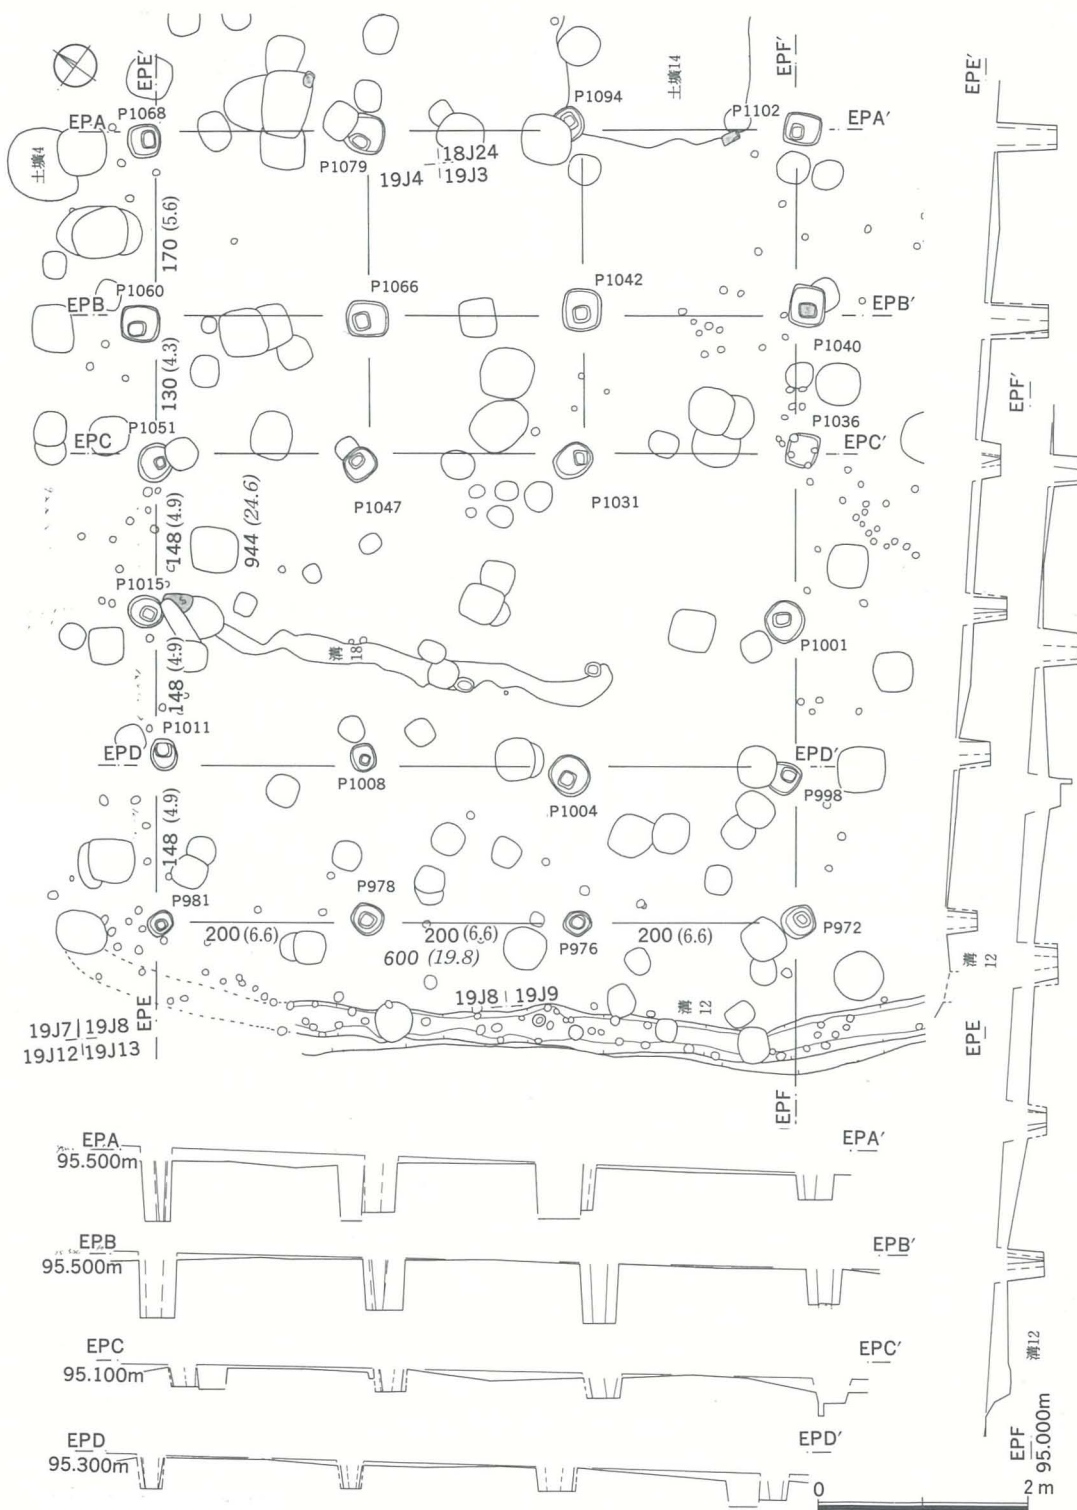 EPE′
EPF′
EPE′
土壙14
P1068
P1094
P1102
EPA
EPA′
P1079
土壙4
18J24
19J4
19J3
170 (5.6)
P1060
P1066
P1042
EPB
EPB′
P1040
130 (4.3)
EPF′
P1051
P1036
EPC
EPC′
P1047
P1031
148 (4.9)
944 (24.6)
P1015
P1001
溝18
148 (4.9)
P1011
EPD
EPD′
P1008
P1004
P998
148 (4.9)
P981
P978
P976
P972
200 (6.6)
200 (6.6)
200 (6.6)
600 (19.8)
溝12
19J8
19J9
溝12
19J7
19J8
19J12
19J13
EPE
EPE
EPF
EPA
EPA′
95.500m
EPB
EPB′
95.500m
EPC
EPC′
95.100m
溝12
EPD
EPD′
95.300m
EPF
95.000m
0
2 m